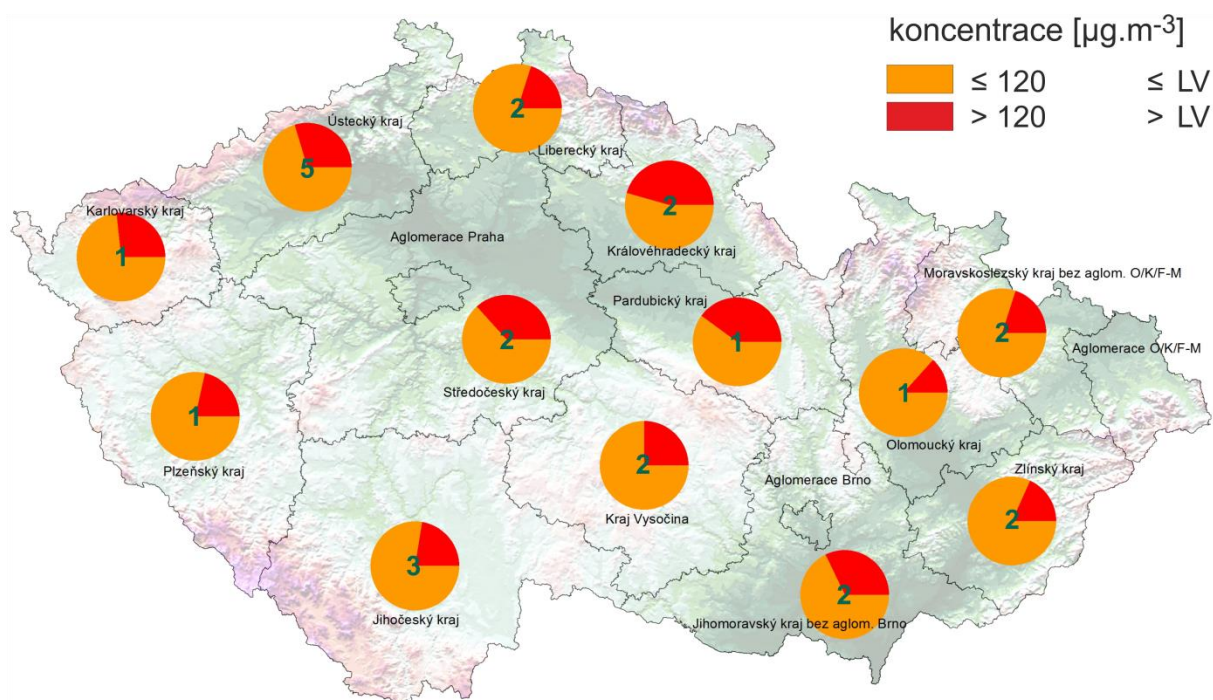 koncentrace [µg.m-3]
≤ 120 ≤ LV
> 120 > LV
2
Ústecký kraj
Liberecký kraj
5
2
Karlovarský kraj
Aglomerace Praha
Královéhradecký kraj
1
Moravskoslezský kraj bez aglom. O/K/F-M
Pardubický kraj
2
2
1
Aglomerace O/K/F-M
Středočeský kraj
1
1
Plzeňský kraj
Olomoucký kraj
2
Zlínský kraj
Aglomerace Brno
Kraj Vysočina
2
3
2
Jihočeský kraj
Jihomoravský kraj bez aglom. Brno